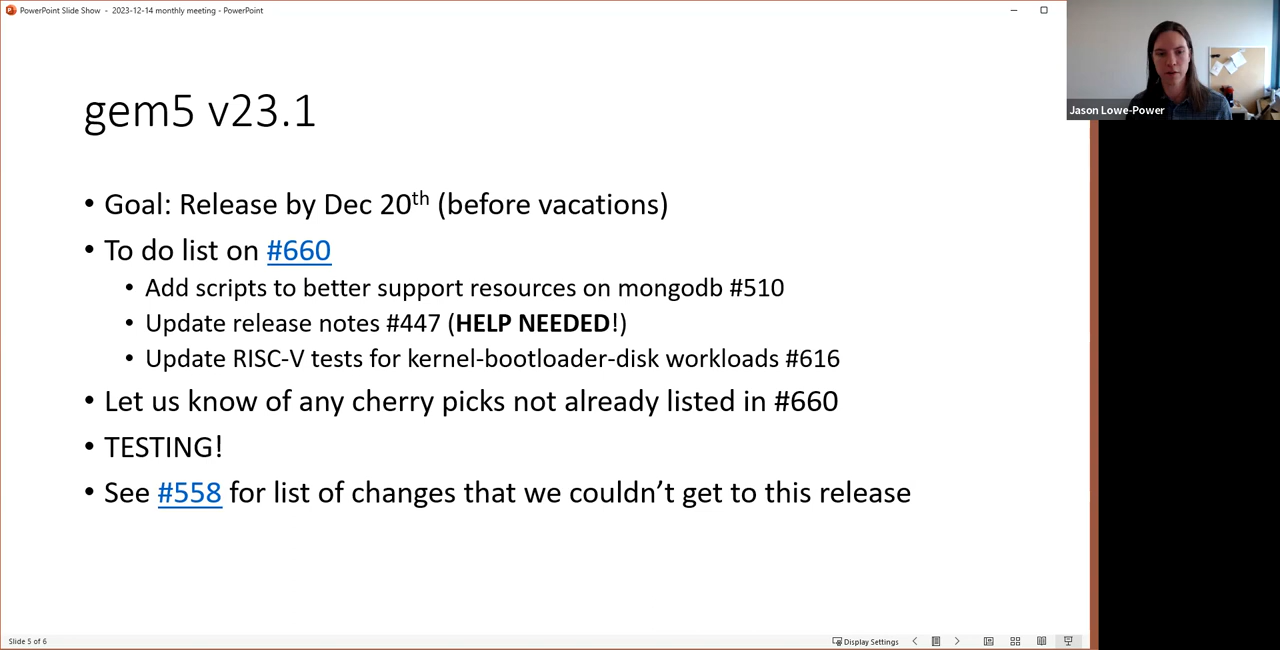 PowerPoint Slide Show - 2023-12-14 monthly meeting - PowerPoint
Jason Lowe-Power
gem5 v23.1
• Goal: Release by Dec 20th (before vacations)
• To do list on #660
• Add scripts to better support resources on mongodb #510
• Update release notes #447 (HELP NEEDED!)
• Update RISC-V tests for kernel-bootloader-disk workloads #616
• Let us know of any cherry picks not already listed in #660
• TESTING!
• See #558 for list of changes that we couldn’t get to this release
Slide 5 of 6
Display Settings